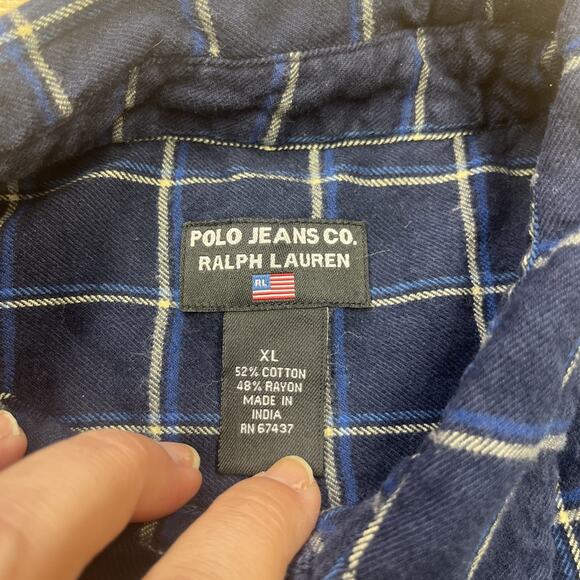 POLO JEANS CO.
RALPH LAUREN
RL
XL
52% COTTON
48% RAYON
MADE IN
INDIA
RN 67437